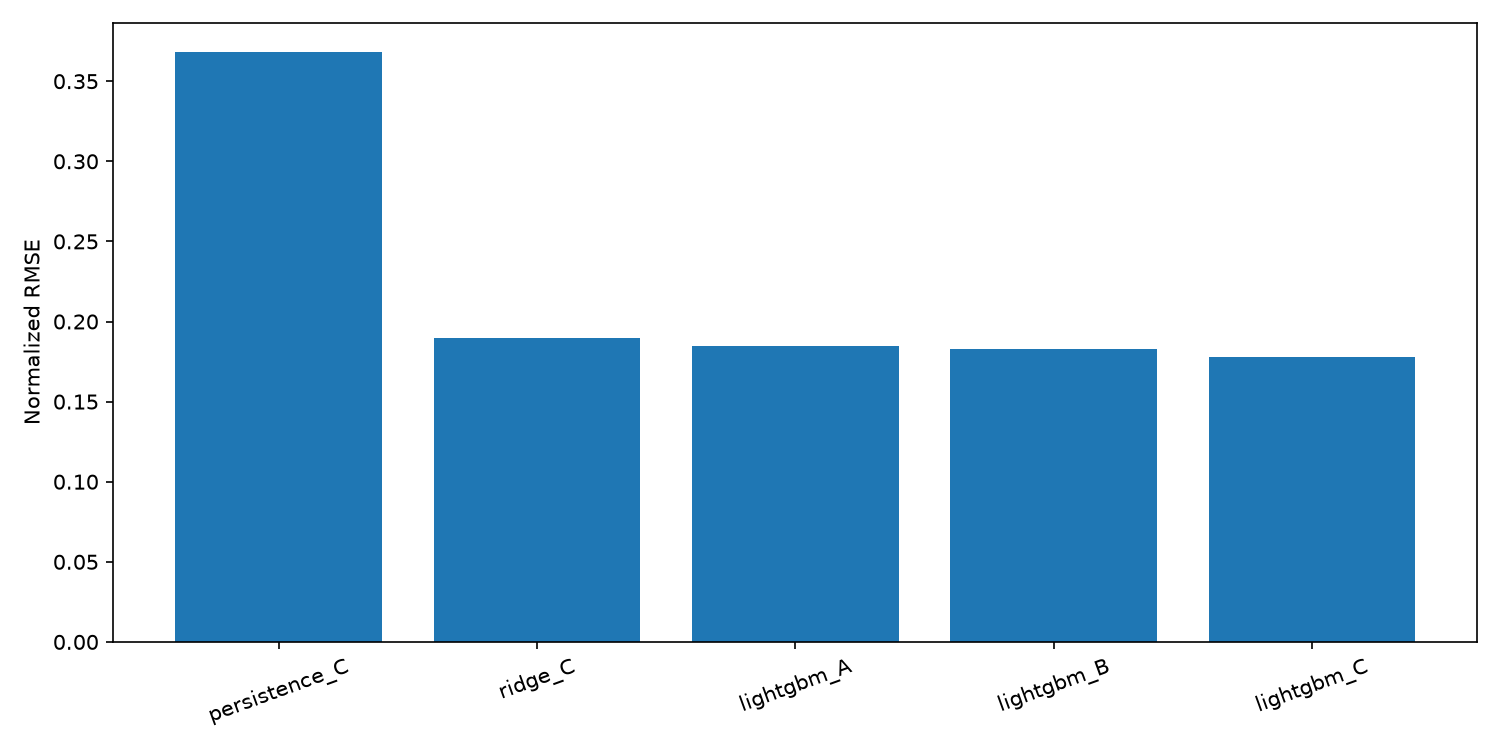 Normalized RMSE
0.35
0.30
0.25
0.20
0.15
0.10
0.05
0.00
persistence_C
ridge_C
lightgbm_A
lightgbm_B
lightgbm_C